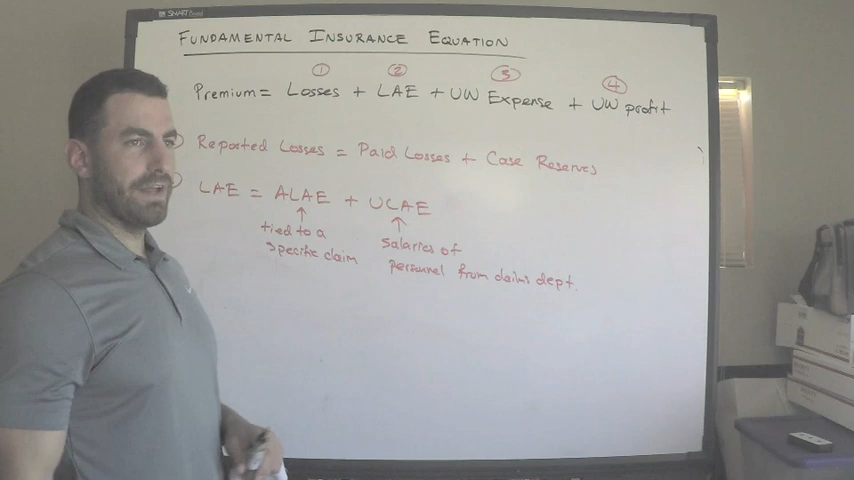 SMART
FUNDAMENTAL INSURANCE EQUATION
① ② ③ ④
Premium = Losses + LAE + UW Expense + UW profit
Reported Losses = Paid Losses + Case Reserves
LAE = ALAE + ULAE
tied to a
specific claim
salaries of
personnel from claims dept.